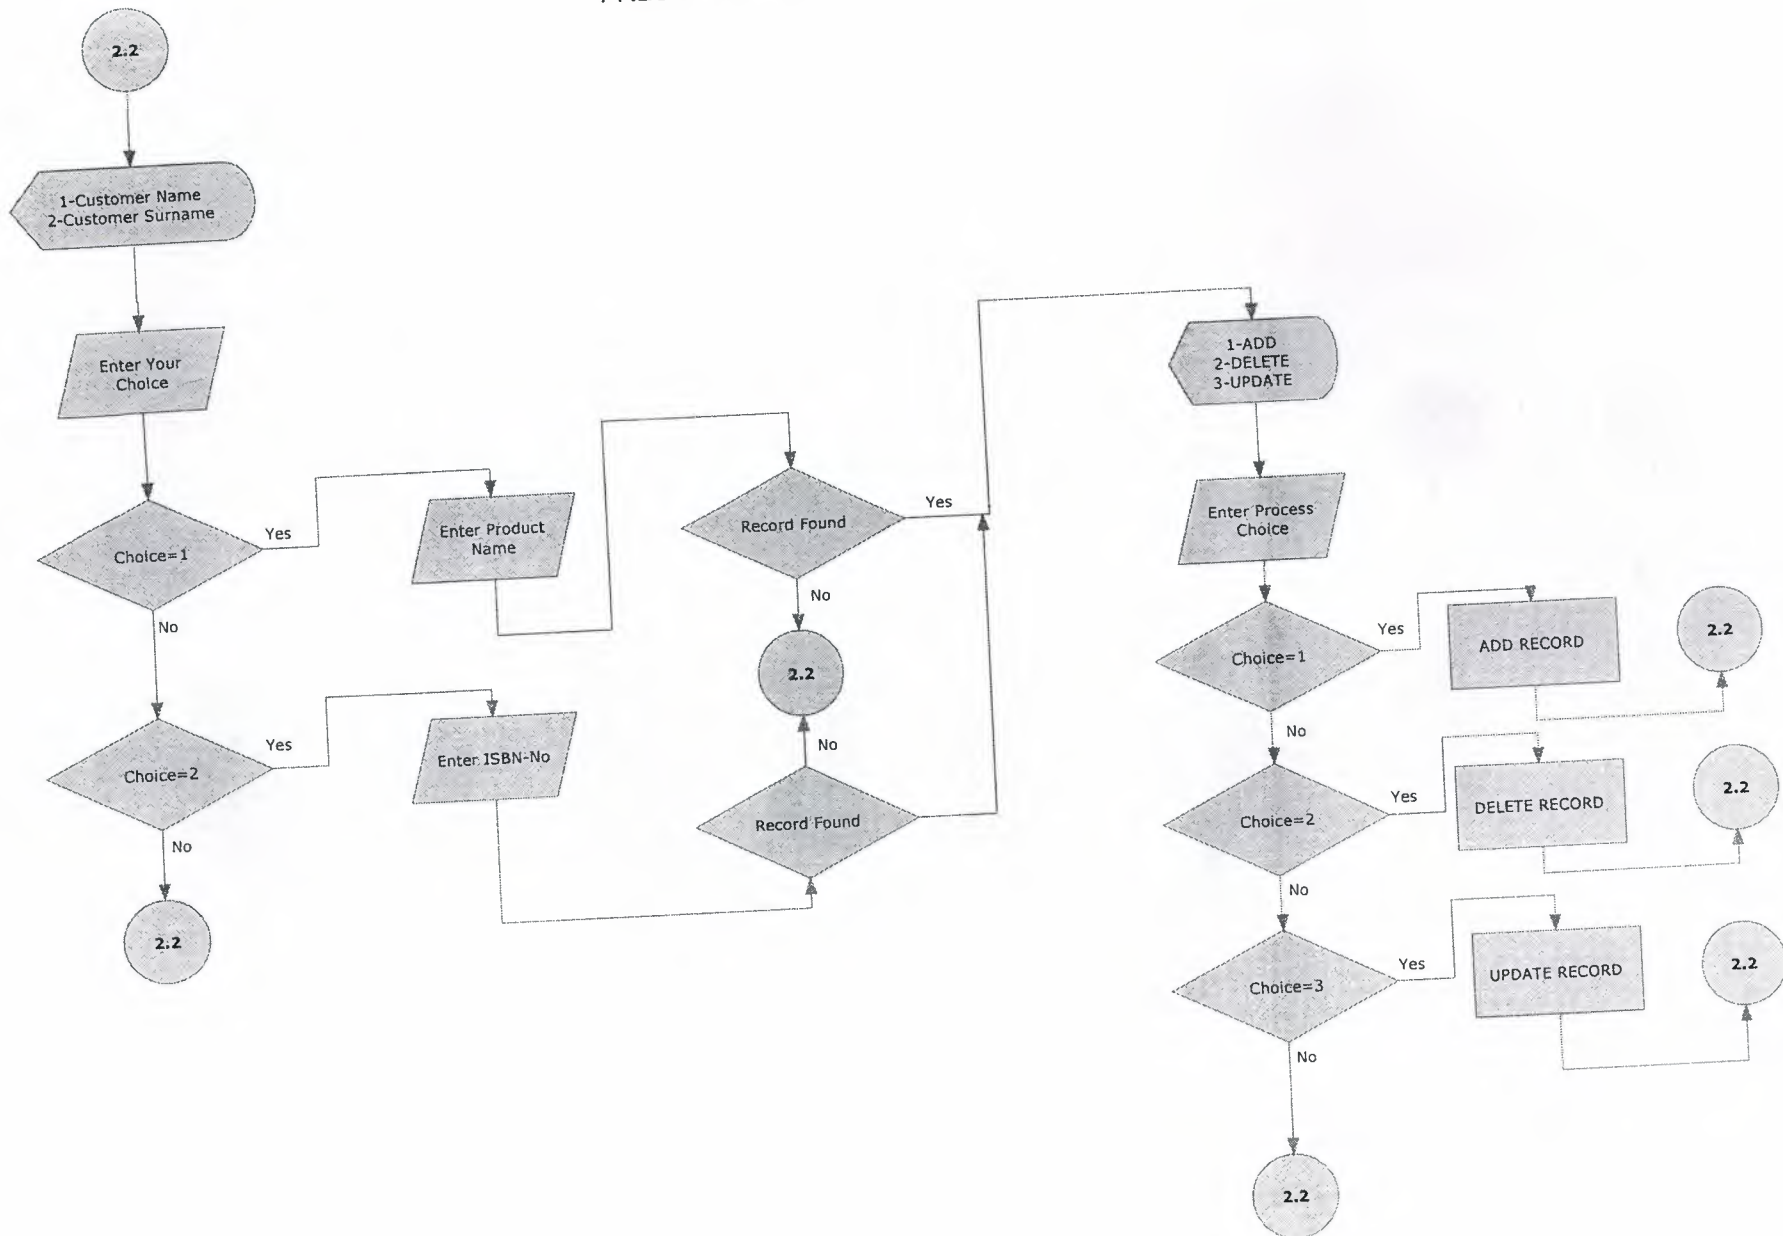 2.2
1-Customer Name
2-Customer Surname
Enter Your
Choice
Choice=1
Yes
No
Enter Product
Name
Record Found
Yes
No
2.2
Choice=2
Yes
No
Enter ISBN-No
No
Record Found
2.2
1-ADD
2-DELETE
3-UPDATE
Enter Process
Choice
Choice=1
Yes
No
ADD RECORD
2.2
Choice=2
Yes
No
DELETE RECORD
2.2
Choice=3
Yes
No
UPDATE RECORD
2.2
2.2